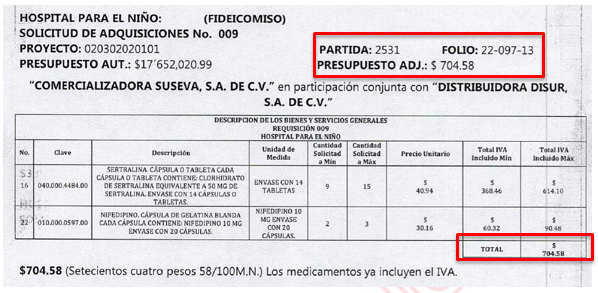 HOSPITAL PARA EL NIÑO: (FIDEICOMISO)
SOLICITUD DE ADQUISICIONES No. 009
PROYECTO: 020302020101
PARTIDA: 2531 FOLIO: 22-097-13
PRESUPUESTO AUT.: $17´652,020.99
PRESUPUESTO ADJ.: $ 704.58
"COMERCIALIZADORA SUSEVA, S.A. DE C.V." en participación conjunta con "DISTRIBUIDORA DISUR,
S.A. DE C.V."
DESCRIPCION DE LOS BIENES Y SERVICIOS GENERALES
REQUISICIÓN 009
HOSPITAL PARA EL NIÑO
No. Clave Descripción Unidad de Medida Cantidad Solicitad a Mín Cantidad Solicitad a Máx Precio Unitario Total IVA Incluido Mín Total IVA Incluido Máx
16 040.000.4484.00
SERTRALINA. CÁPSULA O TABLETA CADA
CÁPSULA O TABLETA CONTIENE: CLORHIDRATO
DE SERTRALINA EQUIVALENTE A 50 MG DE
SERTRALINA. ENVASE CON 14 CÁPSULAS O
TABLETAS.
ENVASE CON 14
TABLETAS
9 15 $ 40.94 $ 368.46 $ 614.10
22 010.000.0597.00
NIFEDIPINO. CÁPSULA DE GELATINA BLANDA
CADA CÁPSULA CONTIENE: NIFEDIPINO 10 MG
ENVASE CON 20 CÁPSULAS.
NIFEDIPINO 10
MG ENVASE
CON 20
CÁPSULAS.
2 3 $ 30.16 $ 60.32 $ 90.48
TOTAL $ 704.58
$704.58 (Setecientos cuatro pesos 58/100M.N.) Los medicamentos ya incluyen el IVA.